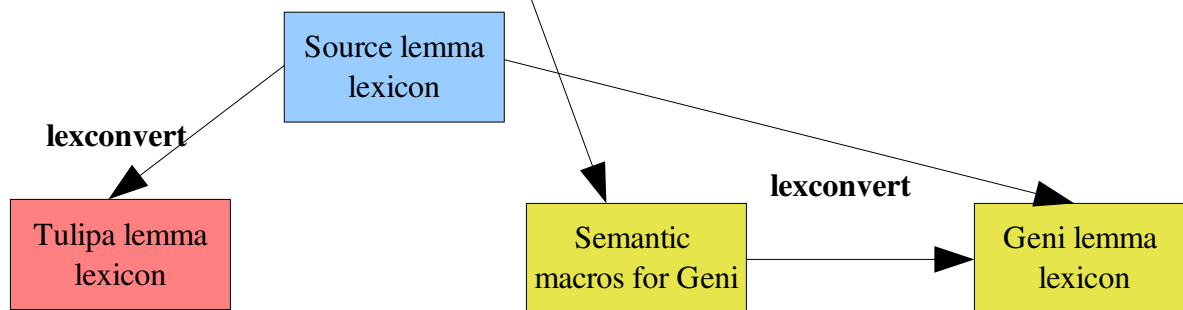 Source lemma
lexicon
lexconvert
lexconvert
Tulipa lemma
lexicon
Semantic
macros for Geni
Geni lemma
lexicon